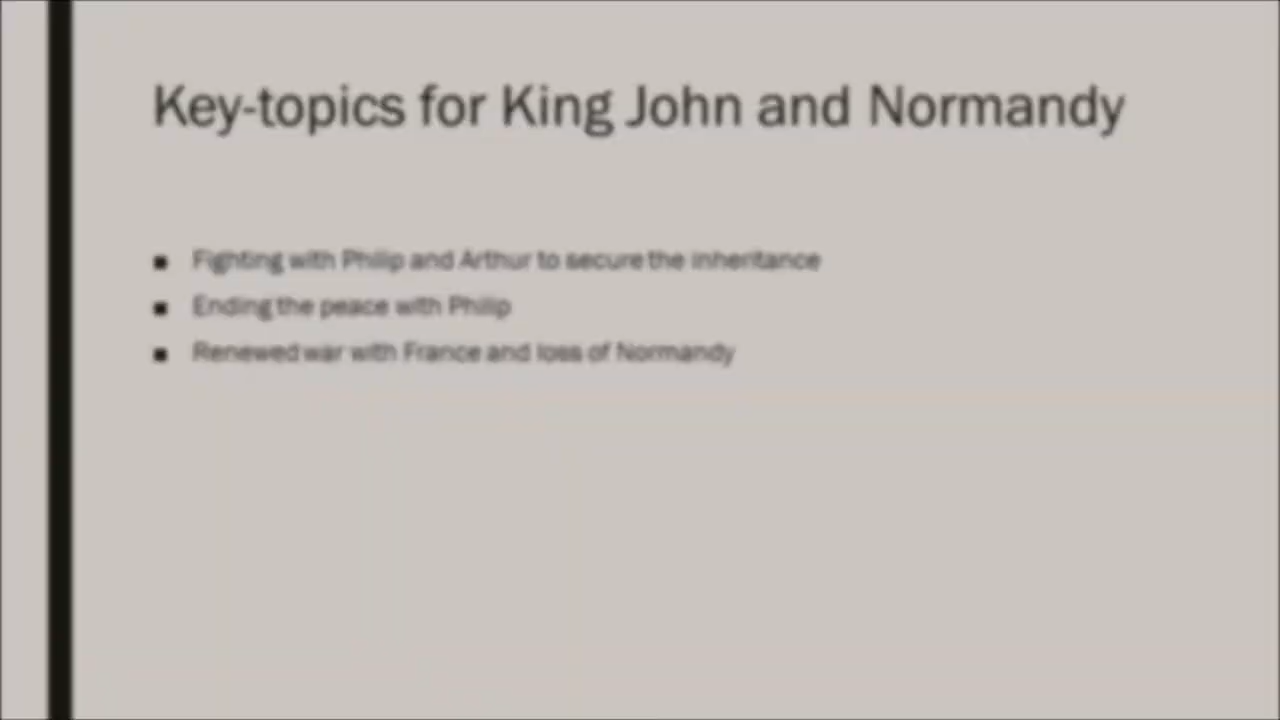 Key-topics for King John and Normandy
▪ Fighting with Philip and Arthur to secure the inheritance
▪ Ending the peace with Philip
▪ Renewed war with France and loss of Normandy